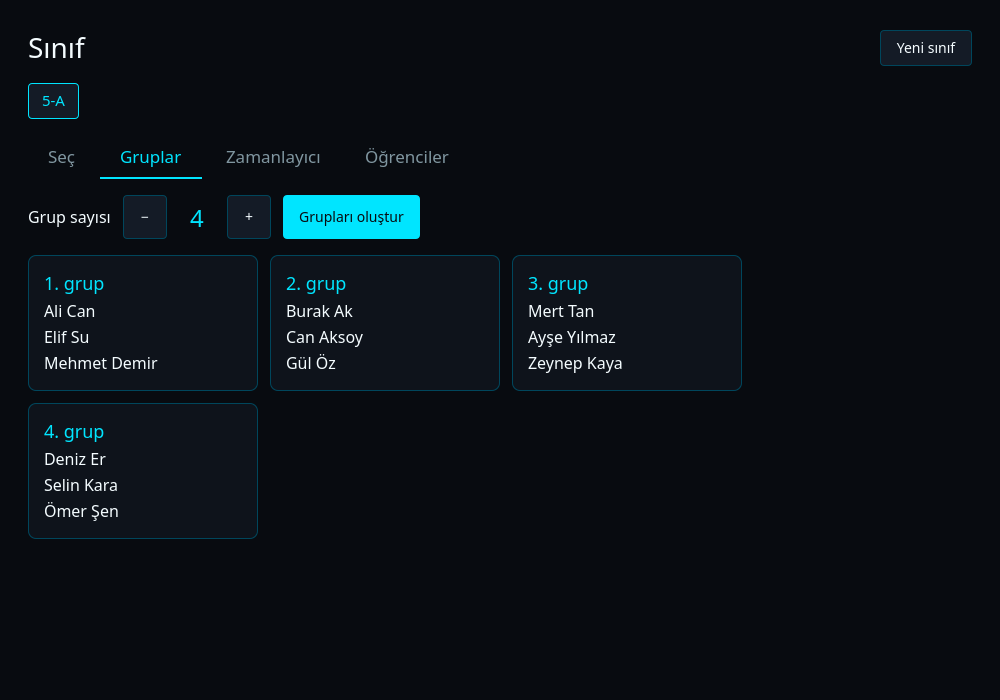 Sınıf
Yeni sınıf
5-A
Seç
Gruplar
Zamanlayıcı
Öğrenciler
Grup sayısı
−
4
+
Grupları oluştur
1. grup
Ali Can
Elif Su
Mehmet Demir
2. grup
Burak Ak
Can Aksoy
Gül Öz
3. grup
Mert Tan
Ayşe Yılmaz
Zeynep Kaya
4. grup
Deniz Er
Selin Kara
Ömer Şen